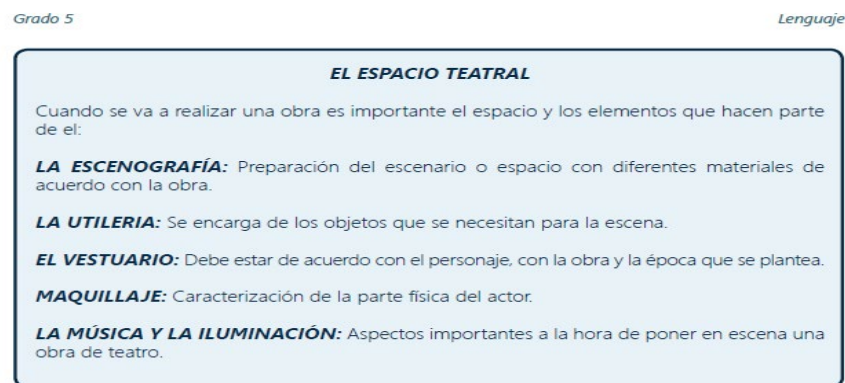 Grado 5
Lenguaje
EL ESPACIO TEATRAL
Cuando se va a realizar una obra es importante el espacio y los elementos que hacen parte
de el:
LA ESCENOGRAFÍA: Preparación del escenario o espacio con diferentes materiales de
acuerdo con la obra.
LA UTILERIA: Se encarga de los objetos que se necesitan para la escena.
EL VESTUARIO: Debe estar de acuerdo con el personaje, con la obra y la época que se plantea.
MAQUILLAJE: Caracterización de la parte física del actor.
LA MÚSICA Y LA ILUMINACIÓN: Aspectos importantes a la hora de poner en escena una
obra de teatro.